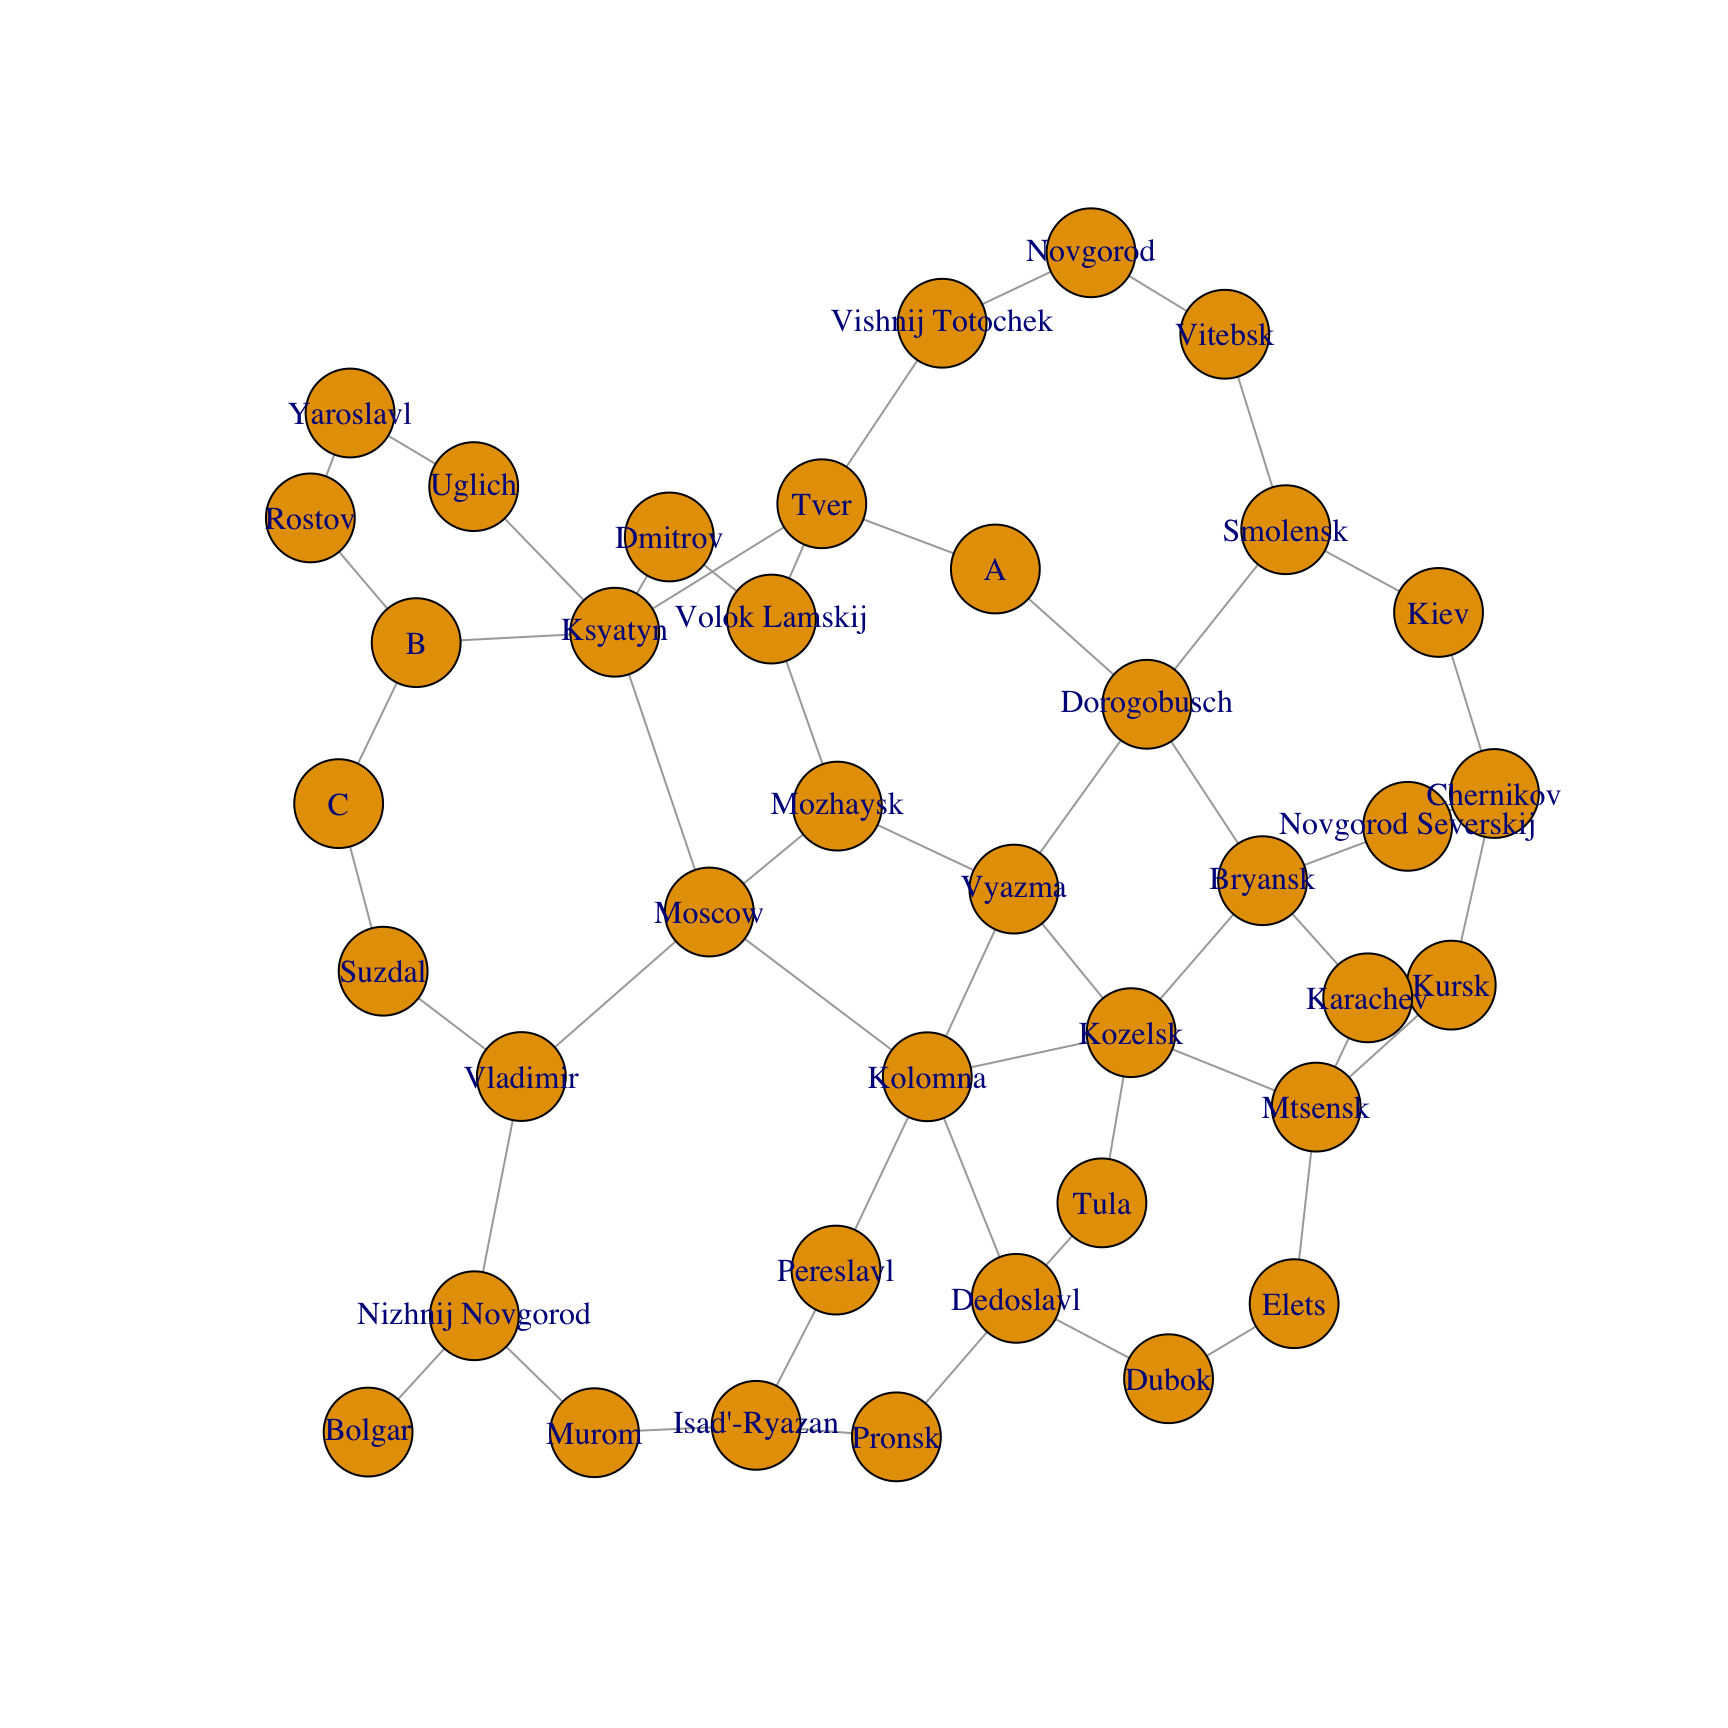 Novgorod
Vishnij Totochek
Vitebsk
Yaroslavl
Uglich
Tver
Rostov
Smolensk
Dmitrov
A
Kiev
Volok Lamskij
Ksyatyn
B
Dorogobusch
Chernikov
C
Mozhaysk
Novgorod Severskij
Bryansk
Vyazma
Moscow
Suzdal
Kursk
Karachev
Kozelsk
Vladimir
Kolomna
Mtsensk
Tula
Pereslavl
Dedoslavl
Elets
Nizhnij Novgorod
Dubok
Isad'-Ryazan
Bolgar
Murom
Pronsk